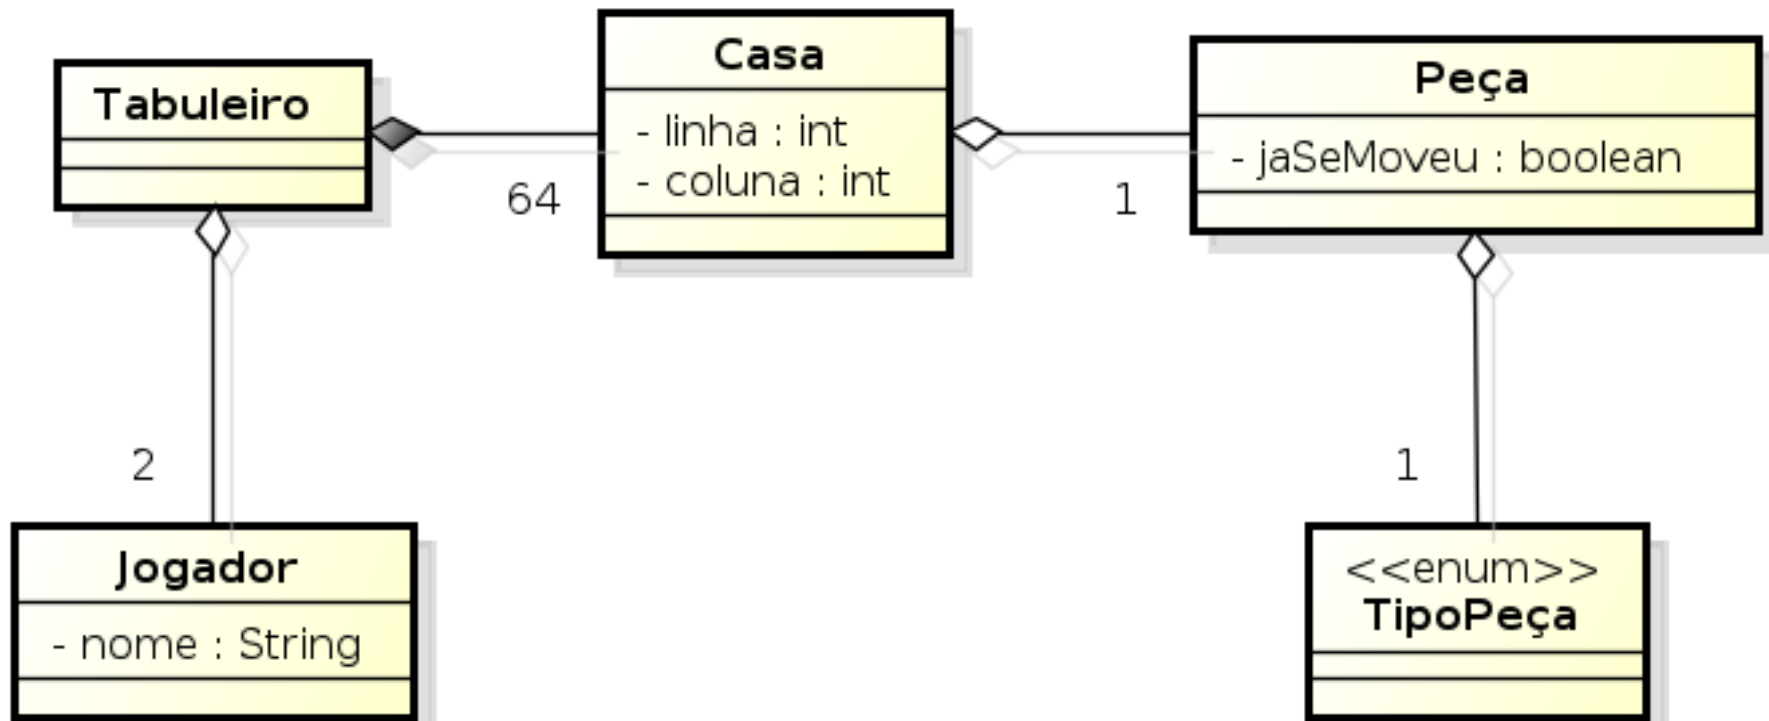 Tabuleiro
64
Casa
- linha : int
- coluna : int
1
Peça
- jaSeMoveu : boolean
2
Jogador
- nome : String
1
<<enum>>
TipoPeça